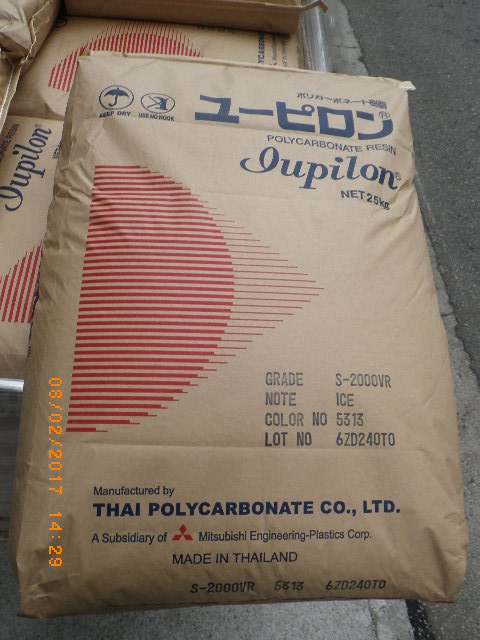 ポリカーボネート樹脂
ユーピロン®
KEEP DRY
USE NO HOOK
POLYCARBONATE RESIN
Iupilon®
NET 25kg
GRADE S-2000VR
NOTE ICE
COLOR NO 5313
LOT NO 6ZD240TO
Manufactured by
THAI POLYCARBONATE CO., LTD.
A Subsidiary of Mitsubishi Engineering-Plastics Corp.
MADE IN THAILAND
S-2000VR 5313 6ZD240TO
Iupilon
08/02/2017 14:29